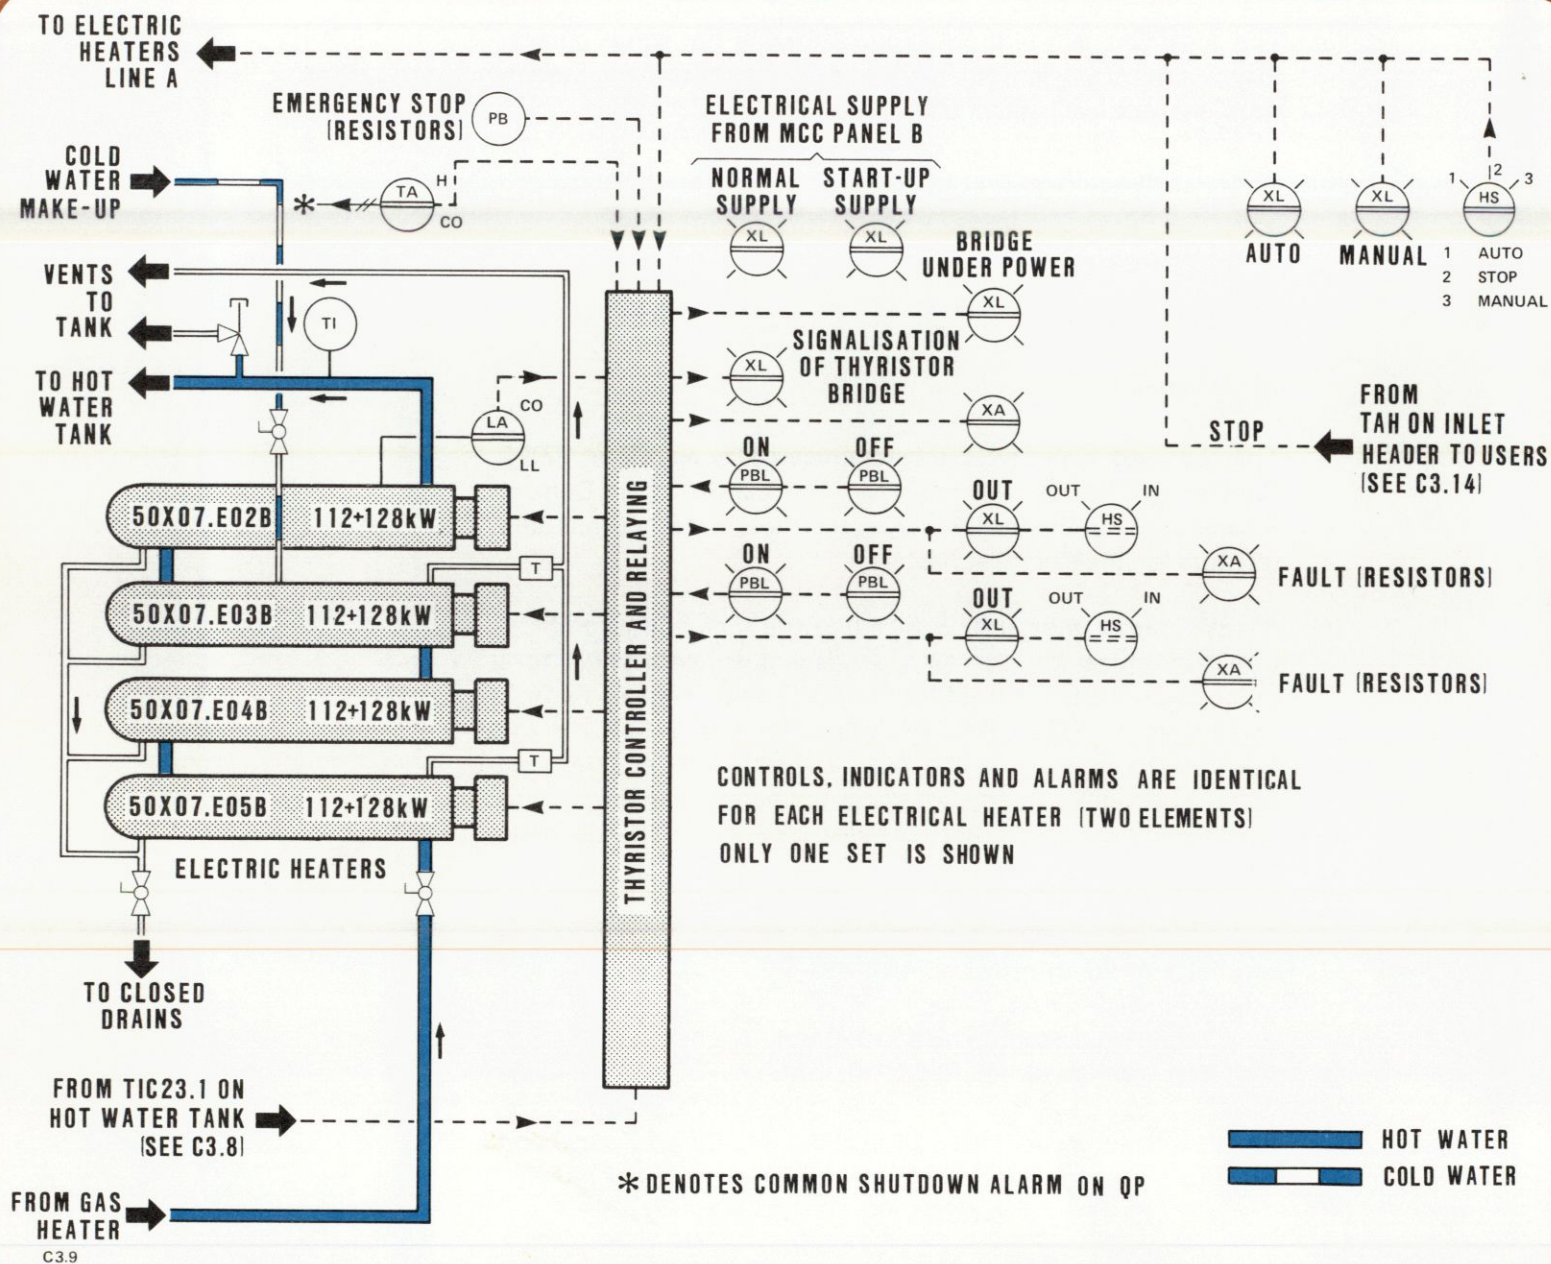 TO ELECTRIC
HEATERS
LINE A
EMERGENCY STOP
(RESISTORS)
PB
ELECTRICAL SUPPLY
FROM MCC PANEL B
NORMAL
SUPPLY
START-UP
SUPPLY
XL
XL
COLD
WATER
MAKE-UP
*
TA
H
CO
1
2
3
XL
XL
HS
AUTO
MANUAL
1 AUTO
2 STOP
3 MANUAL
BRIDGE
UNDER POWER
XL
VENTS
TO
TANK
TI
SIGNALISATION
OF THYRISTOR
BRIDGE
XL
XA
TO HOT
WATER
TANK
CO
LA
LL
FROM
TAH ON INLET
HEADER TO USERS
(SEE C3.14)
STOP
ON
OFF
PBL
PBL
OUT
XL
OUT
IN
HS
XA
FAULT (RESISTORS)
ON
OFF
PBL
PBL
OUT
XL
OUT
IN
HS
XA
FAULT (RESISTORS)
50X07.E02B 112+128kW
T
50X07.E03B 112+128kW
50X07.E04B 112+128kW
T
50X07.E05B 112+128kW
ELECTRIC HEATERS
THYRISTOR CONTROLLER AND RELAYING
CONTROLS, INDICATORS AND ALARMS ARE IDENTICAL
FOR EACH ELECTRICAL HEATER (TWO ELEMENTS)
ONLY ONE SET IS SHOWN
TO CLOSED
DRAINS
FROM TIC23.1 ON
HOT WATER TANK
(SEE C3.8)
FROM GAS
HEATER
C3.9
* DENOTES COMMON SHUTDOWN ALARM ON QP
HOT WATER
COLD WATER